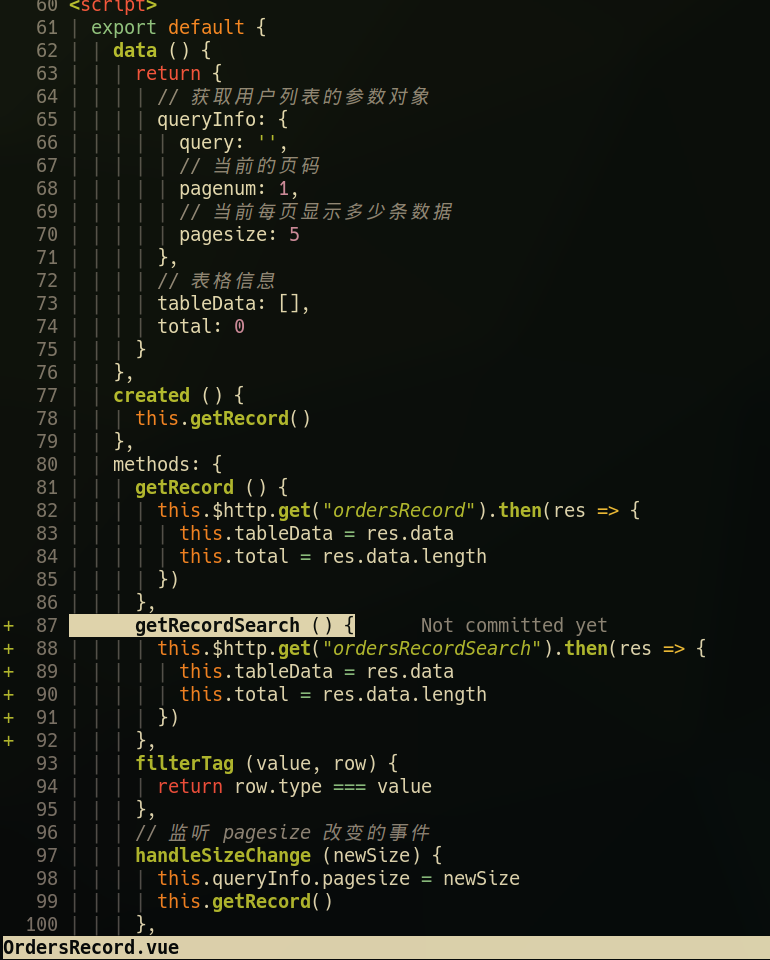 60 <script>
61 export default {
62 data () {
63 return {
64 // 获取用户列表的参数对象
65 queryInfo: {
66 query: '',
67 // 当前的页码
68 pagenum: 1,
69 // 当前每页显示多少条数据
70 pagesize: 5
71 },
72 // 表格信息
73 tableData: [],
74 total: 0
75 }
76 },
77 created () {
78 this.getRecord()
79 },
80 methods: {
81 getRecord () {
82 this.$http.get("ordersRecord").then(res => {
83 this.tableData = res.data
84 this.total = res.data.length
85 })
86 },
+ 87 getRecordSearch () { Not committed yet
+ 88 this.$http.get("ordersRecordSearch").then(res => {
+ 89 this.tableData = res.data
+ 90 this.total = res.data.length
+ 91 })
+ 92 },
93 filterTag (value, row) {
94 return row.type === value
95 },
96 // 监听 pagesize 改变的事件
97 handleSizeChange (newSize) {
98 this.queryInfo.pagesize = newSize
99 this.getRecord()
100 },
OrdersRecord.vue